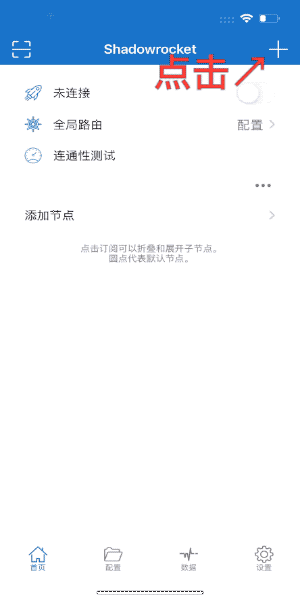 Shadowrocket
点击↗
未连接
全局路由 配置
连通性测试
添加节点
点击订阅可以折叠和展开子节点。
圆点代表默认节点。
首页 配置 数据 设置